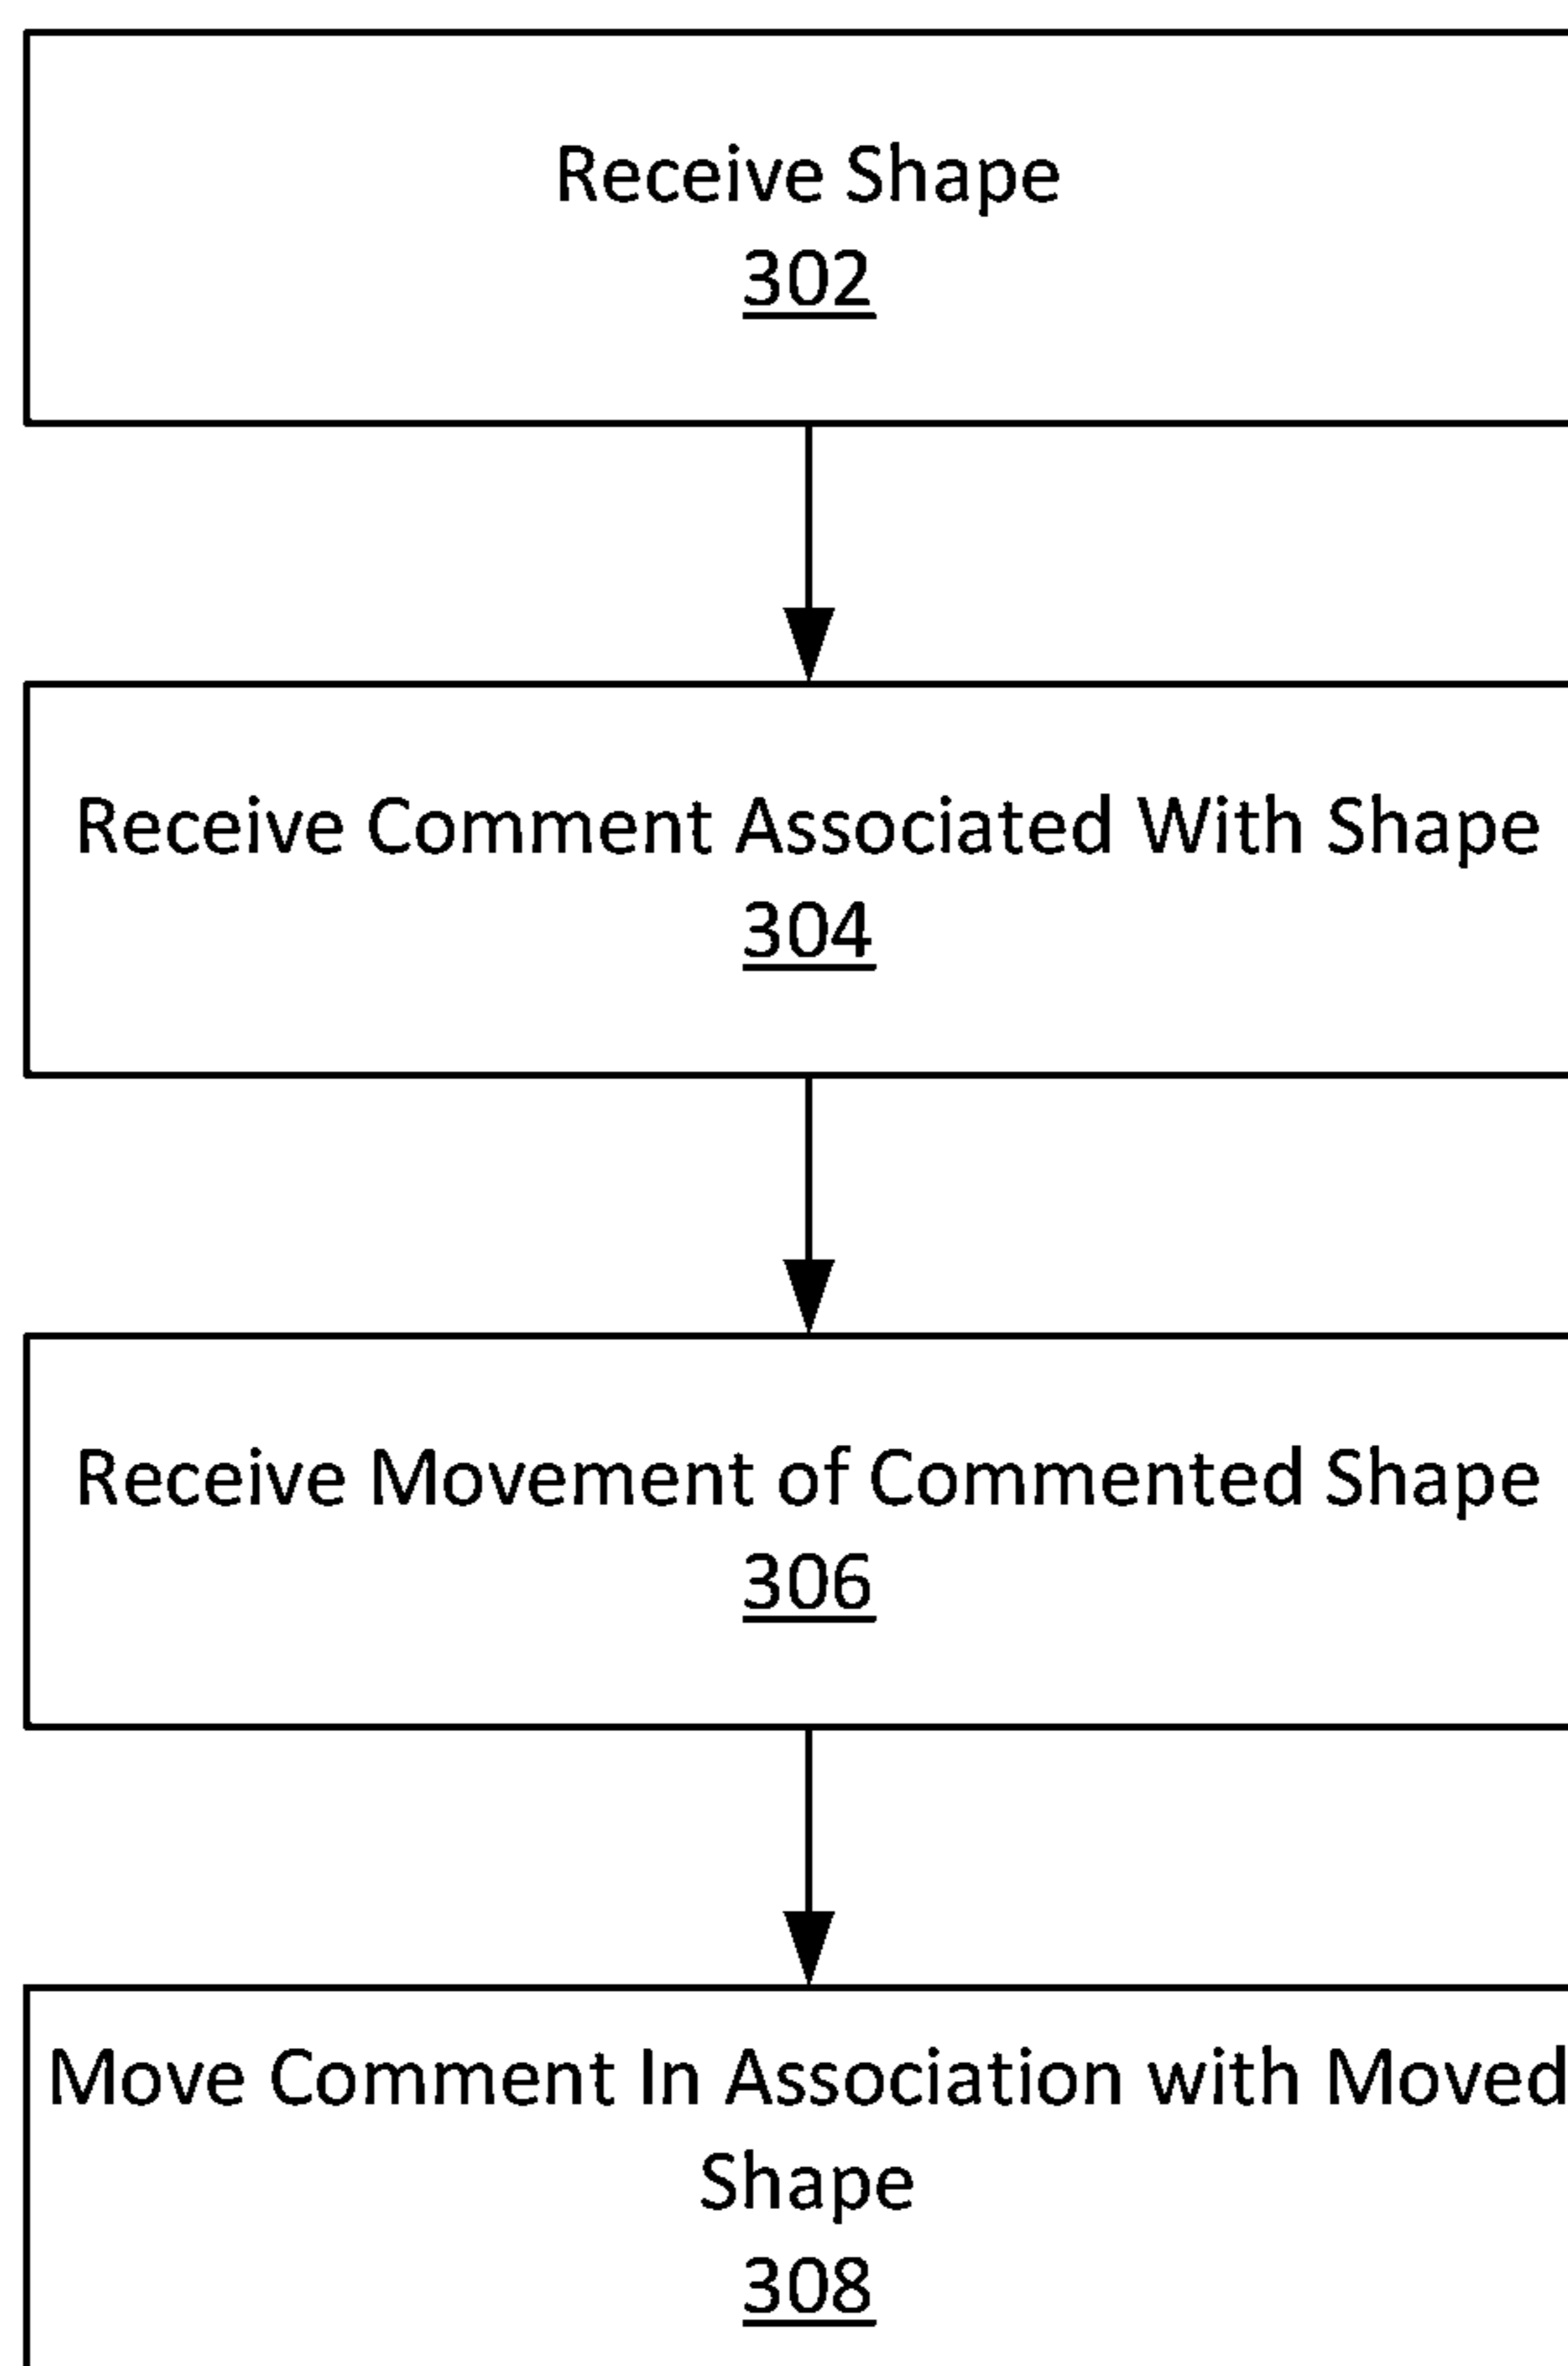 Receive Shape
302
Receive Comment Associated With Shape
304
Receive Movement of Commented Shape
306
Move Comment In Association with Moved
Shape
308